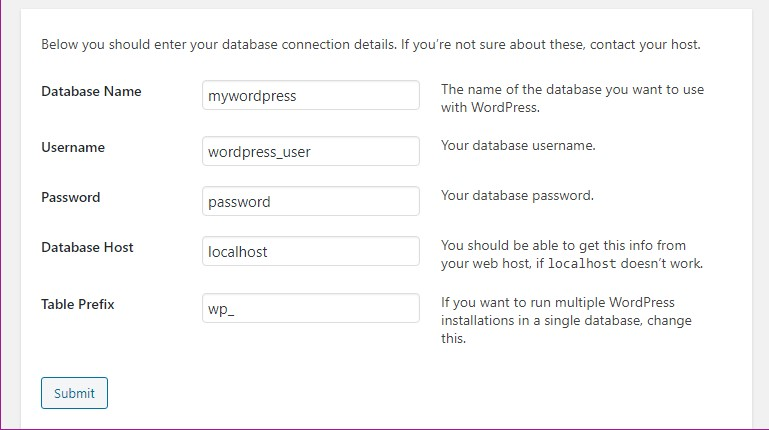 Below you should enter your database connection details. If you're not sure about these, contact your host.
Database Name
mywordpress
The name of the database you want to use
with WordPress.
Username
wordpress_user
Your database username.
Password
password
Your database password.
Database Host
localhost
You should be able to get this info from
your web host, if localhost doesn't work.
Table Prefix
wp_
If you want to run multiple WordPress
installations in a single database, change
this.
Submit